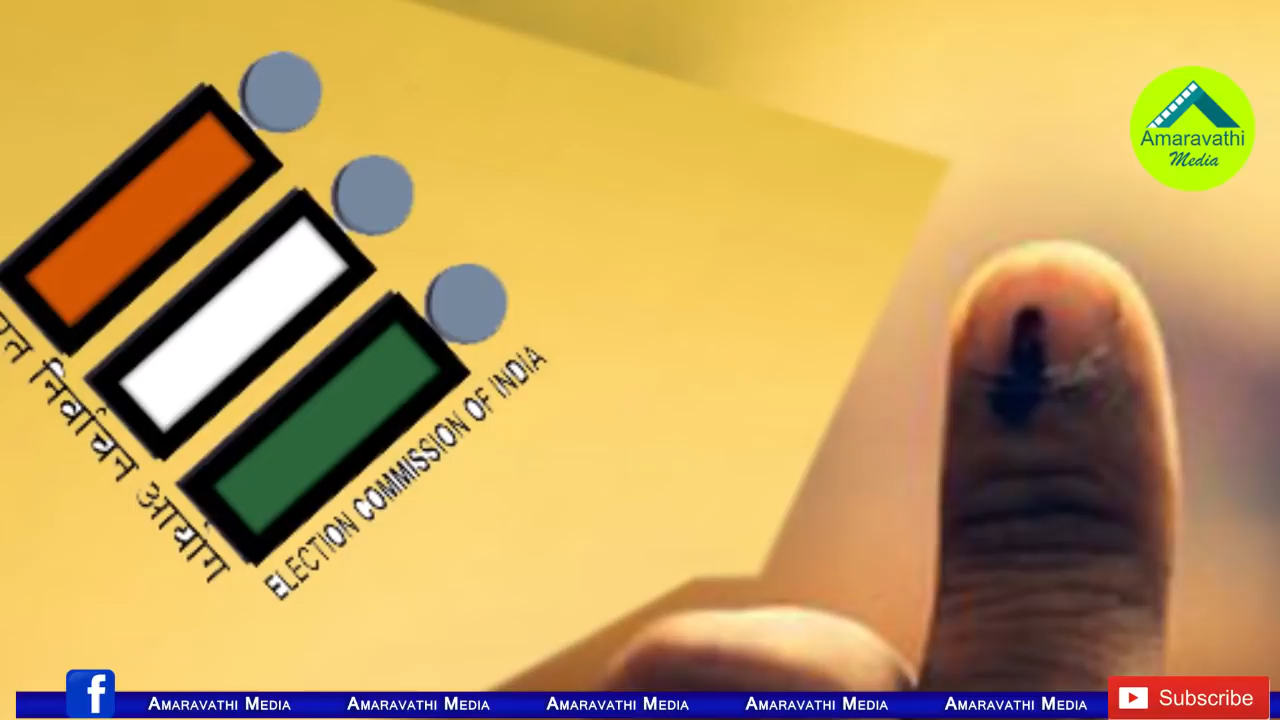 निर्वाचन आयोग
ELECTION COMMISSION OF INDIA
Amaravathi
Media
f
Amaravathi Media Amaravathi Media Amaravathi Media Amaravathi Media Amaravathi Media
Subscribe